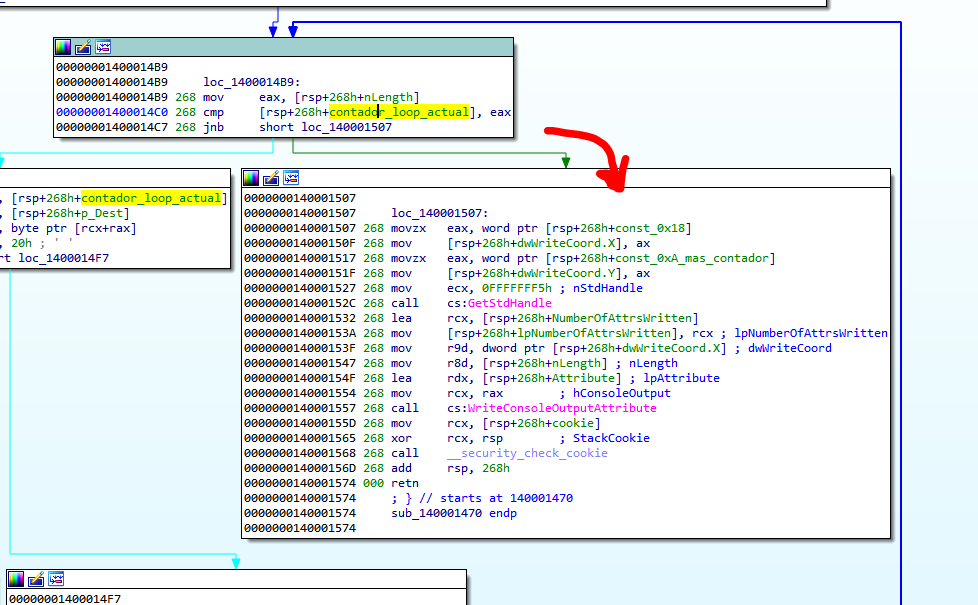 00000001400014B9
00000001400014B9 loc_1400014B9:
00000001400014B9 268 mov eax, [rsp+268h+nLength]
00000001400014C0 268 cmp [rsp+268h+contador_loop_actual], eax
00000001400014C7 268 jnb short loc_140001507
, [rsp+268h+contador_loop_actual]
, [rsp+268h+p_Dest]
, byte ptr [rcx+rax]
, 20h ; ' '
rt loc_1400014F7
0000000140001507
0000000140001507 loc_140001507:
0000000140001507 268 movzx eax, word ptr [rsp+268h+const_0x18]
000000014000150F 268 mov [rsp+268h+dwWriteCoord.X], ax
0000000140001517 268 movzx eax, word ptr [rsp+268h+const_0xA_mas_contador]
000000014000151F 268 mov [rsp+268h+dwWriteCoord.Y], ax
0000000140001527 268 mov ecx, 0FFFFFFF5h ; nStdHandle
000000014000152C 268 call cs:GetStdHandle
0000000140001532 268 lea rcx, [rsp+268h+NumberOfAttrsWritten]
000000014000153A 268 mov [rsp+268h+lpNumberOfAttrsWritten], rcx ; lpNumberOfAttrsWritten
000000014000153F 268 mov r9d, dword ptr [rsp+268h+dwWriteCoord.X] ; dwWriteCoord
0000000140001547 268 mov r8d, [rsp+268h+nLength] ; nLength
000000014000154F 268 lea rdx, [rsp+268h+Attribute] ; lpAttribute
0000000140001554 268 mov rcx, rax ; hConsoleOutput
0000000140001557 268 call cs:WriteConsoleOutputAttribute
000000014000155D 268 mov rcx, [rsp+268h+cookie]
0000000140001565 268 xor rcx, rsp ; StackCookie
0000000140001568 268 call __security_check_cookie
000000014000156D 268 add rsp, 268h
0000000140001574 000 retn
0000000140001574 ; } // starts at 140001470
0000000140001574 sub_140001470 endp
0000000140001574
00000001400014F7